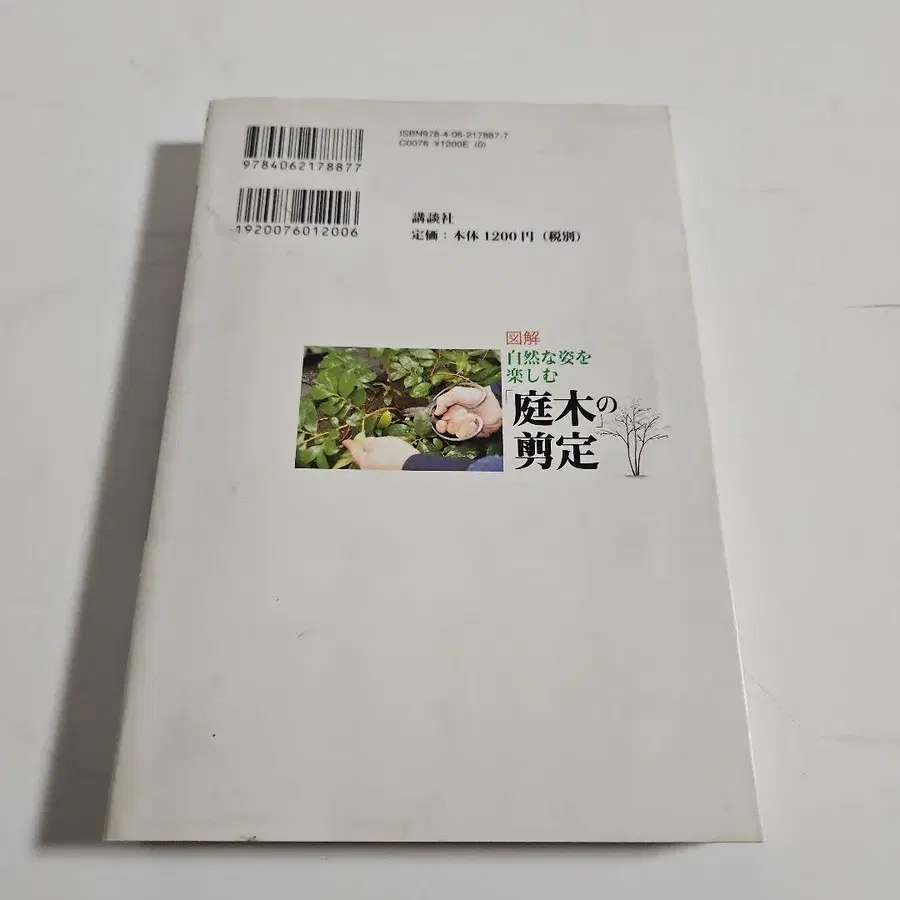 9784062178877
ISBN978-4-06-217887-7
C0076 ¥1200E (0)
1920076012006
講談社
定価：本体1200円（税別）
図解
自然な姿を
楽しむ
「庭木」の
剪定